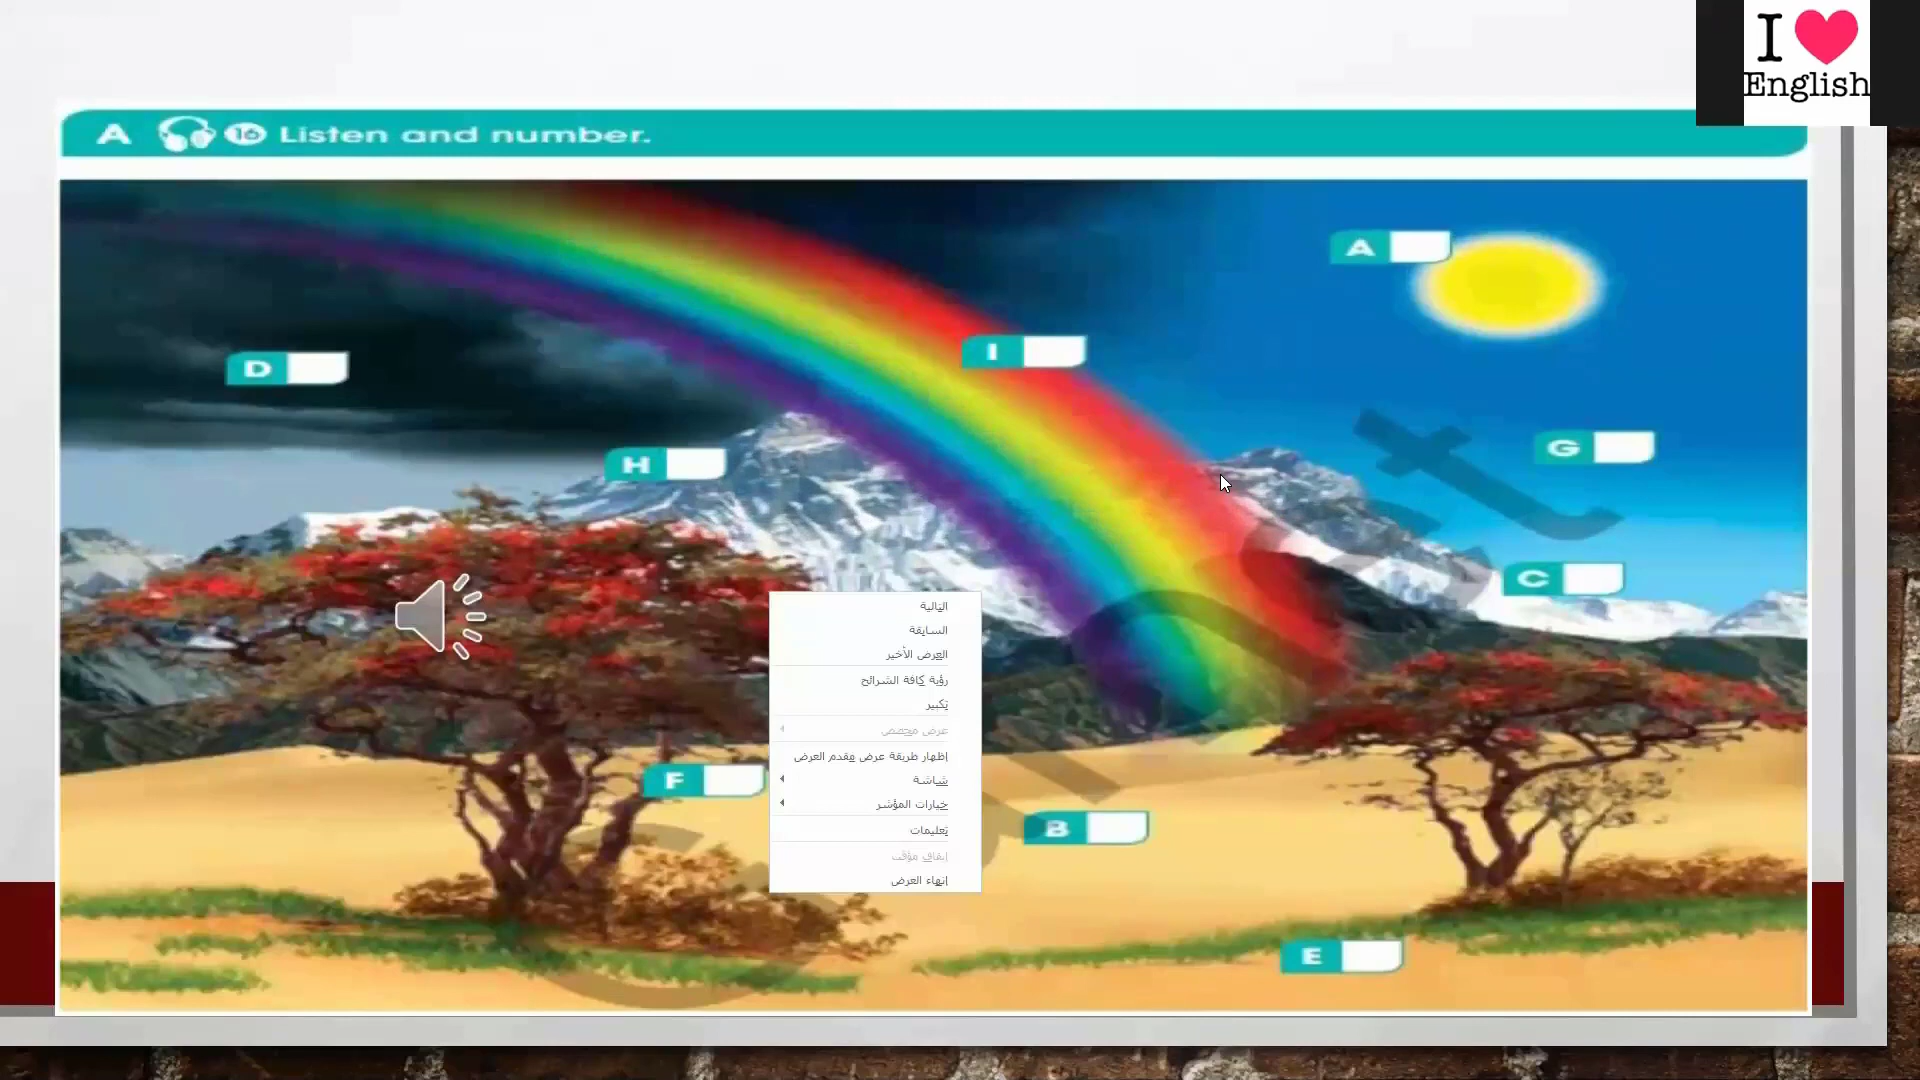 I
English
A 16 Listen and number.
A
I
D
G
H
C
F
B
E
التالية
السابقة
العرض الأخير
رؤية كافة الشرائح
تكبير
عرض مخصص
إظهار طريقة عرض مقدم العرض
شاشة
خيارات المؤشر
تعليمات
إيقاف مؤقت
إنهاء العرض